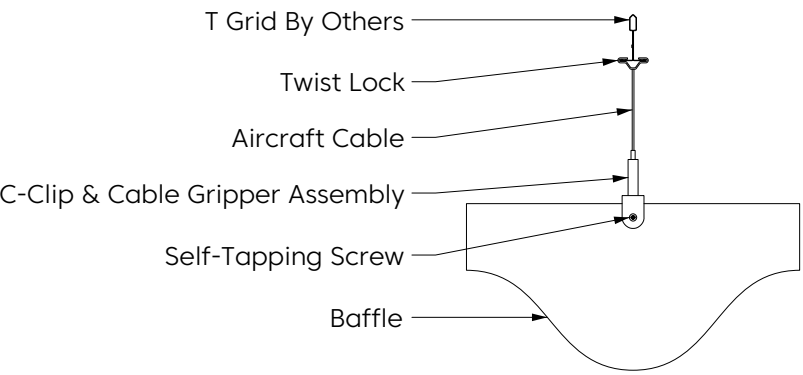 T Grid By Others
Twist Lock
Aircraft Cable
C-Clip & Cable Gripper Assembly
Self-Tapping Screw
Baffle